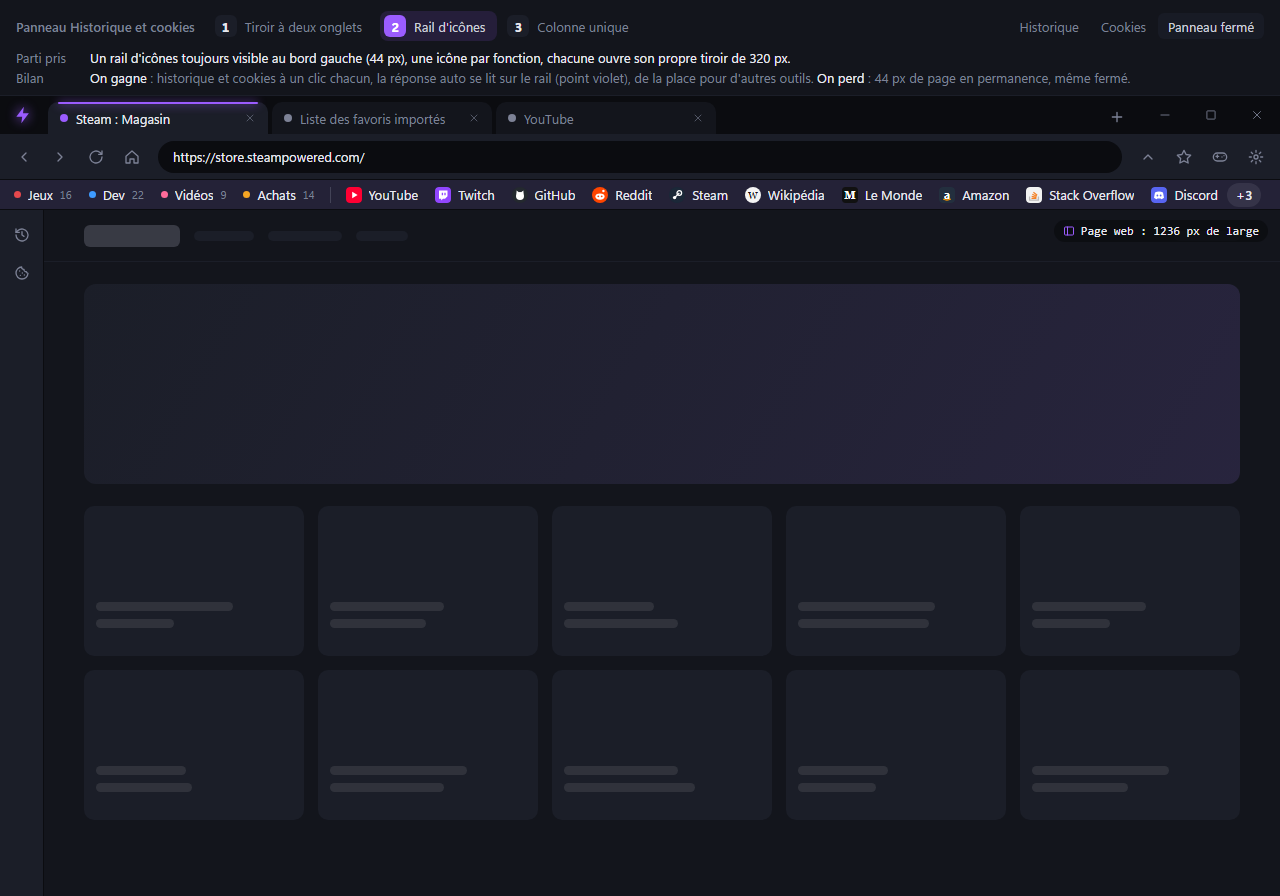 Panneau Historique et cookies 1 Tiroir à deux onglets 2 Rail d'icônes 3 Colonne unique Historique Cookies Panneau fermé
Parti pris Un rail d'icônes toujours visible au bord gauche (44 px), une icône par fonction, chacune ouvre son propre tiroir de 320 px.
Bilan On gagne : historique et cookies à un clic chacun, la réponse auto se lit sur le rail (point violet), de la place pour d'autres outils. On perd : 44 px de page en permanence, même fermé.
Steam : Magasin Liste des favoris importés YouTube
https://store.steampowered.com/
Jeux 16 Dev 22 Vidéos 9 Achats 14 YouTube Twitch GitHub Reddit Steam W Wikipédia M Le Monde a Amazon Stack Overflow Discord +3
Page web : 1236 px de large